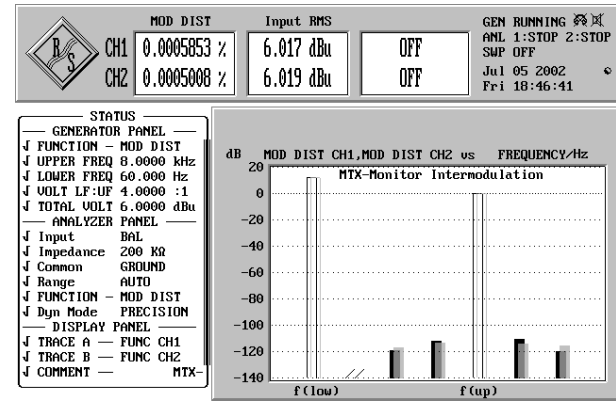 MOD DIST Input RMS
R&S
CH1 0.0005853 % 6.017 dBu OFF
CH2 0.0005008 % 6.019 dBu OFF
GEN RUNNING
ANL 1:STOP 2:STOP
SWP OFF
Jul 05 2002
Fri 18:46:41
STATUS
GENERATOR PANEL
√ FUNCTION — MOD DIST
√ UPPER FREQ 8.0000 kHz
√ LOWER FREQ 60.000 Hz
√ VOLT LF:UF 4.0000 :1
√ TOTAL VOLT 6.0000 dBu
ANALYZER PANEL
√ Input BAL
√ Impedance 200 KΩ
√ Common GROUND
√ Range AUTO
√ FUNCTION — MOD DIST
√ Dyn Mode PRECISION
DISPLAY PANEL
√ TRACE A — FUNC CH1
√ TRACE B — FUNC CH2
√ COMMENT — MTX-
dB MOD DIST CH1,MOD DIST CH2 vs FREQUENCY/Hz
MTX-Monitor Intermodulation
20
0
-20
-40
-60
-80
-100
-120
-140
f(low) f(up)